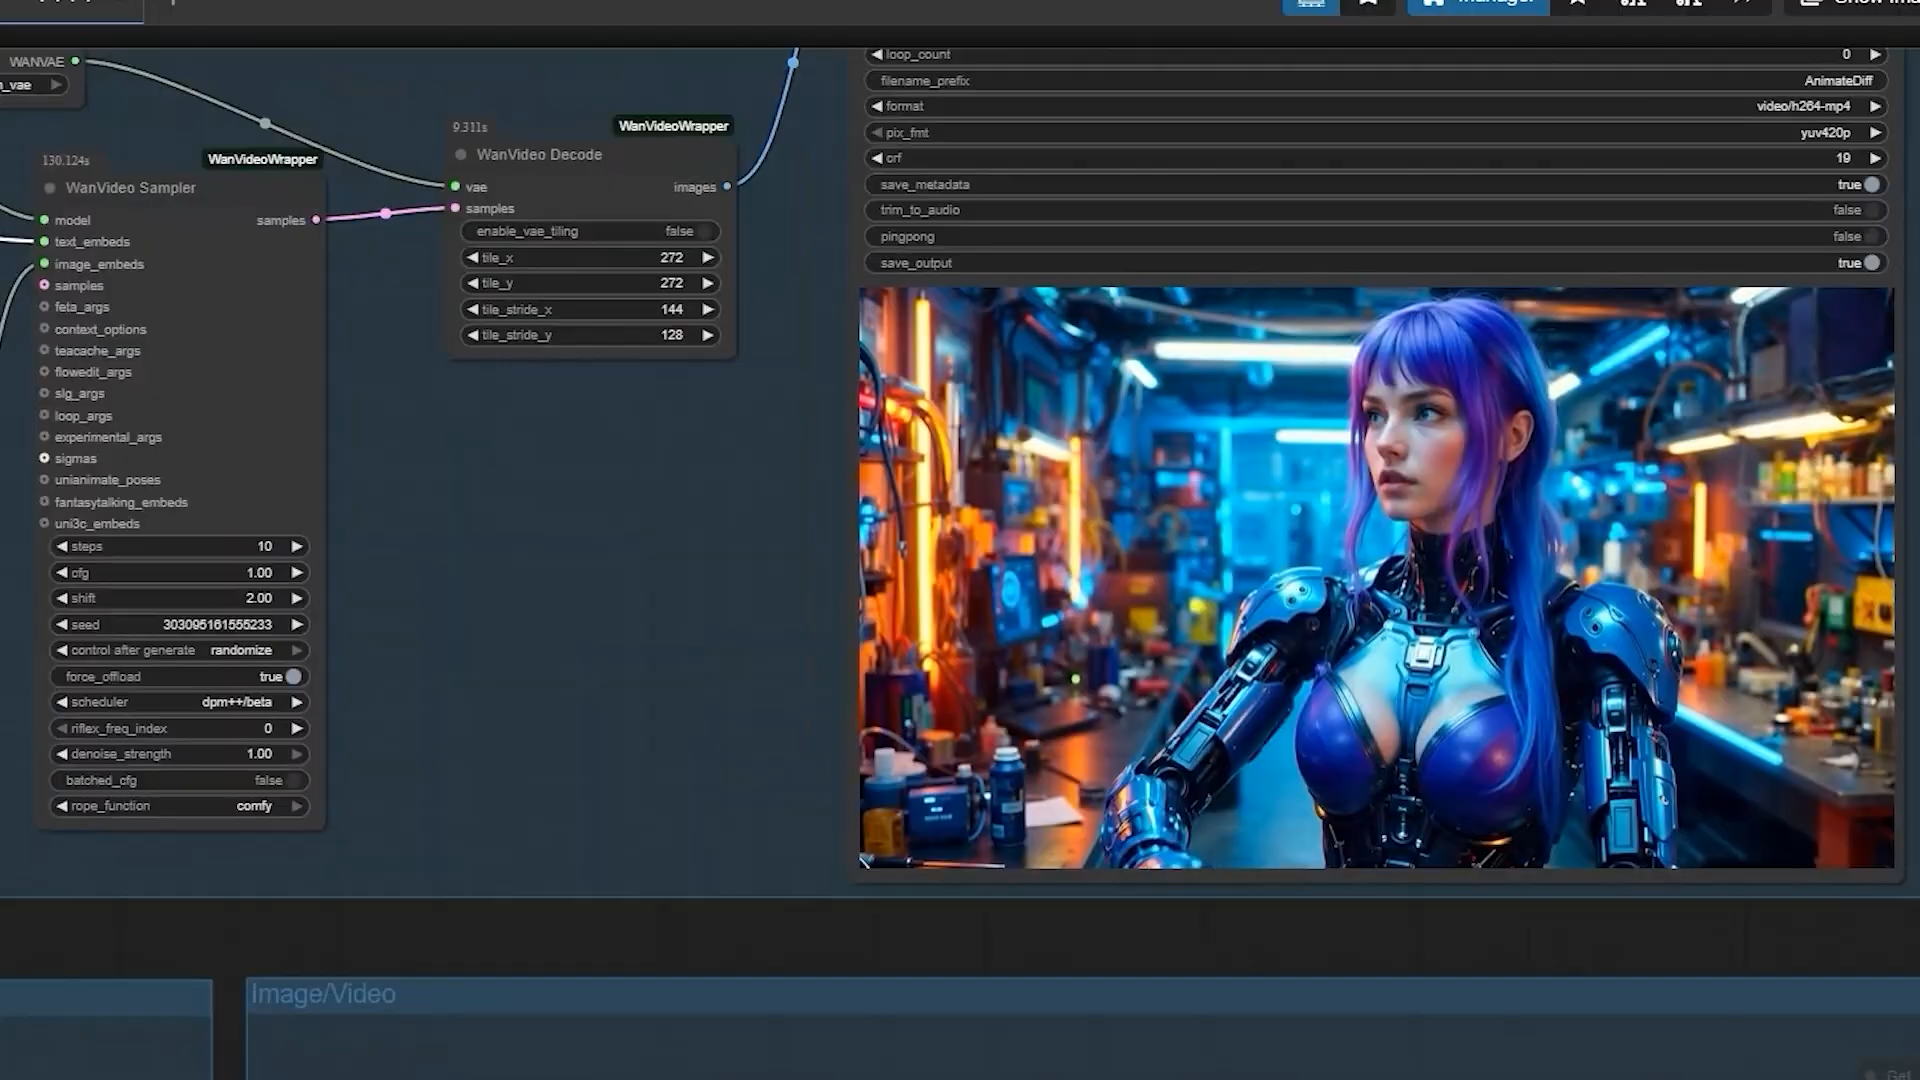 Manager
WANVAE
_vae
130.124s
WanVideoWrapper
WanVideo Sampler
model
samples
text_embeds
image_embeds
samples
feta_args
context_options
teacache_args
flowedit_args
slg_args
loop_args
experimental_args
sigmas
unianimate_poses
fantasytalking_embeds
uni3c_embeds
steps 10
cfg 1.00
shift 2.00
seed 303095161555233
control after generate randomize
force_offload true
scheduler dpm++/beta
riflex_freq_index 0
denoise_strength 1.00
batched_cfg false
rope_function comfy
9.311s
WanVideoWrapper
WanVideo Decode
vae
images
samples
enable_vae_tiling false
tile_x 272
tile_y 272
tile_stride_x 144
tile_stride_y 128
loop_count 0
filename_prefix AnimateDiff
format video/h264-mp4
pix_fmt yuv420p
crf 19
save_metadata true
trim_to_audio false
pingpong false
save_output true
Image/Video